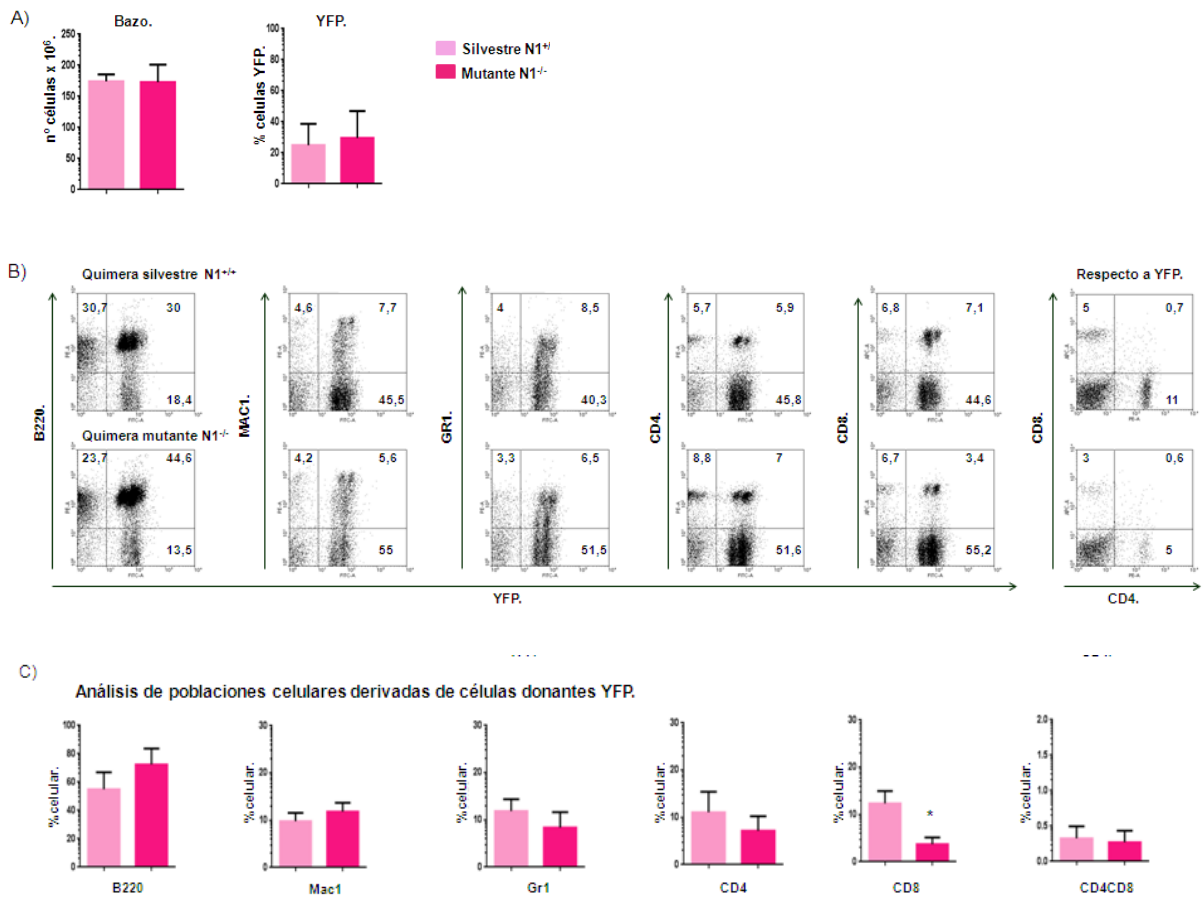 A)
Bazo.
nº células x 10⁶.
250
200
150
100
50
0
YFP.
% celulas YFP.
100
80
60
40
20
0
Silvestre N1⁺/
Mutante N1⁻/⁻
B)
Quimera silvestre N1⁺/⁺
Respecto a YFP.
30,7 30
18,4
4,6 7,7
45,5
4 8,5
40,3
5,7 5,9
45,8
6,8 7,1
44,6
5 0,7
11
B220.
MAC1.
GR1.
CD4.
CD8.
CD8.
Quimera mutante N1⁻/⁻
23,7 44,6
13,5
4,2 5,6
55
3,3 6,5
51,5
8,8 7
51,6
6,7 3,4
55,2
3 0,6
5
PE-A
FITC-A
APC-A
YFP.
CD4.
C)
Análisis de poblaciones celulares derivadas de células donantes YFP.
% celular.
100
80
60
40
20
0
B220
% celular.
30
20
10
0
Mac1
% celular.
30
20
10
0
Gr1
% celular.
30
20
10
0
CD4
% celular.
30
20
10
0
*
CD8
% celular.
2.0
1.5
1.0
0.5
0.0
CD4CD8